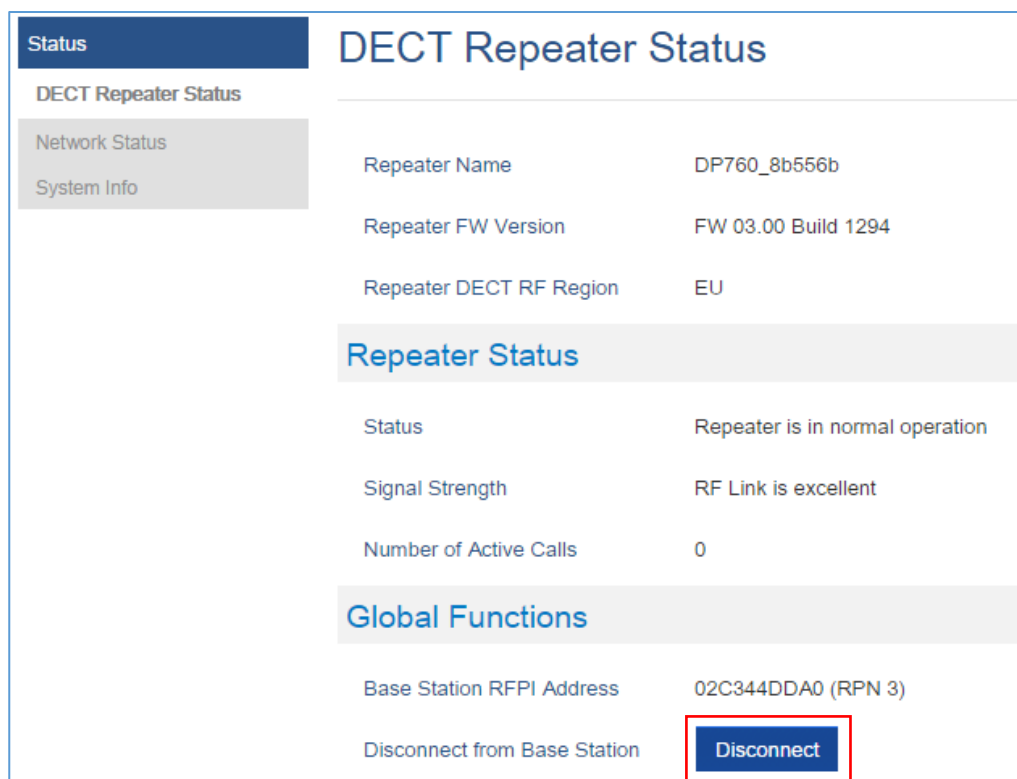 Status
DECT Repeater Status
Network Status
System Info
DECT Repeater Status
Repeater Name DP760_8b556b
Repeater FW Version FW 03.00 Build 1294
Repeater DECT RF Region EU
Repeater Status
Status Repeater is in normal operation
Signal Strength RF Link is excellent
Number of Active Calls 0
Global Functions
Base Station RFPI Address 02C344DDA0 (RPN 3)
Disconnect from Base Station Disconnect